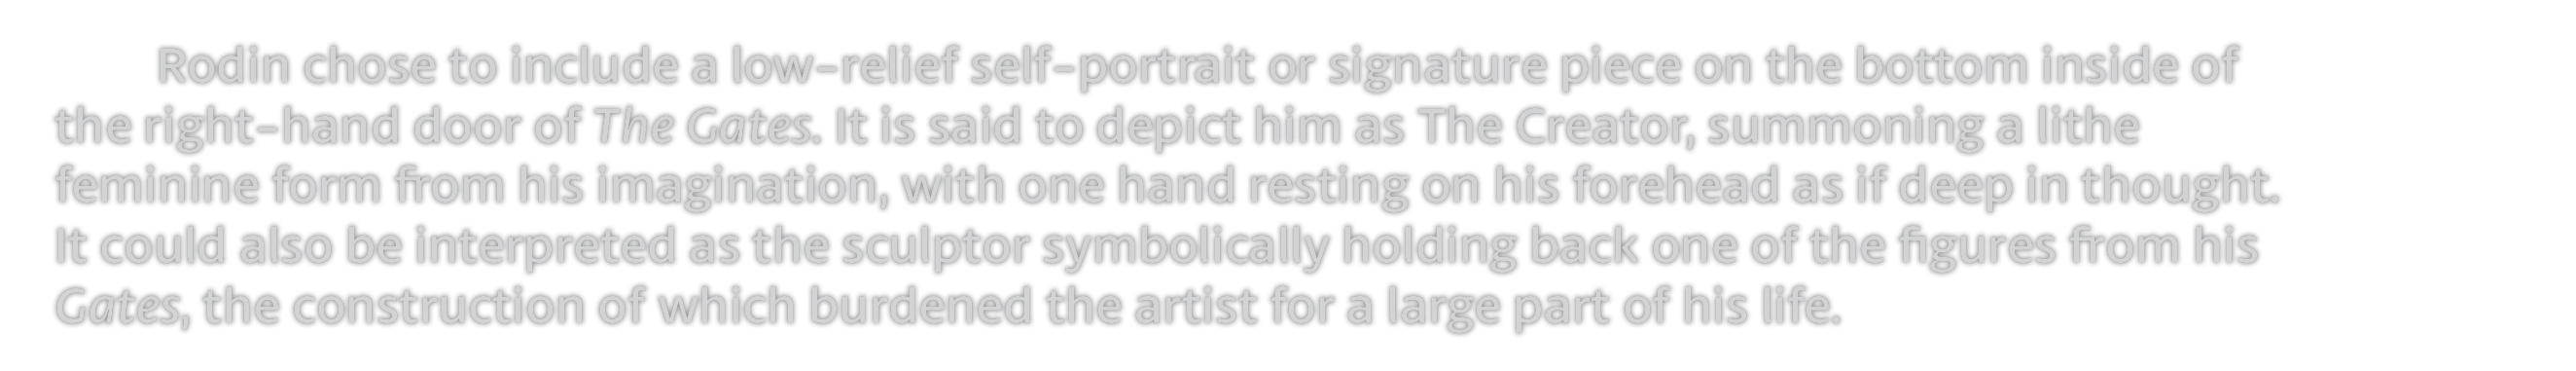 Rodin chose to include a low-relief self-portrait or signature piece on the bottom inside of
the right-hand door of The Gates. It is said to depict him as The Creator, summoning a lithe
feminine form from his imagination, with one hand resting on his forehead as if deep in thought.
It could also be interpreted as the sculptor symbolically holding back one of the figures from his
Gates, the construction of which burdened the artist for a large part of his life.